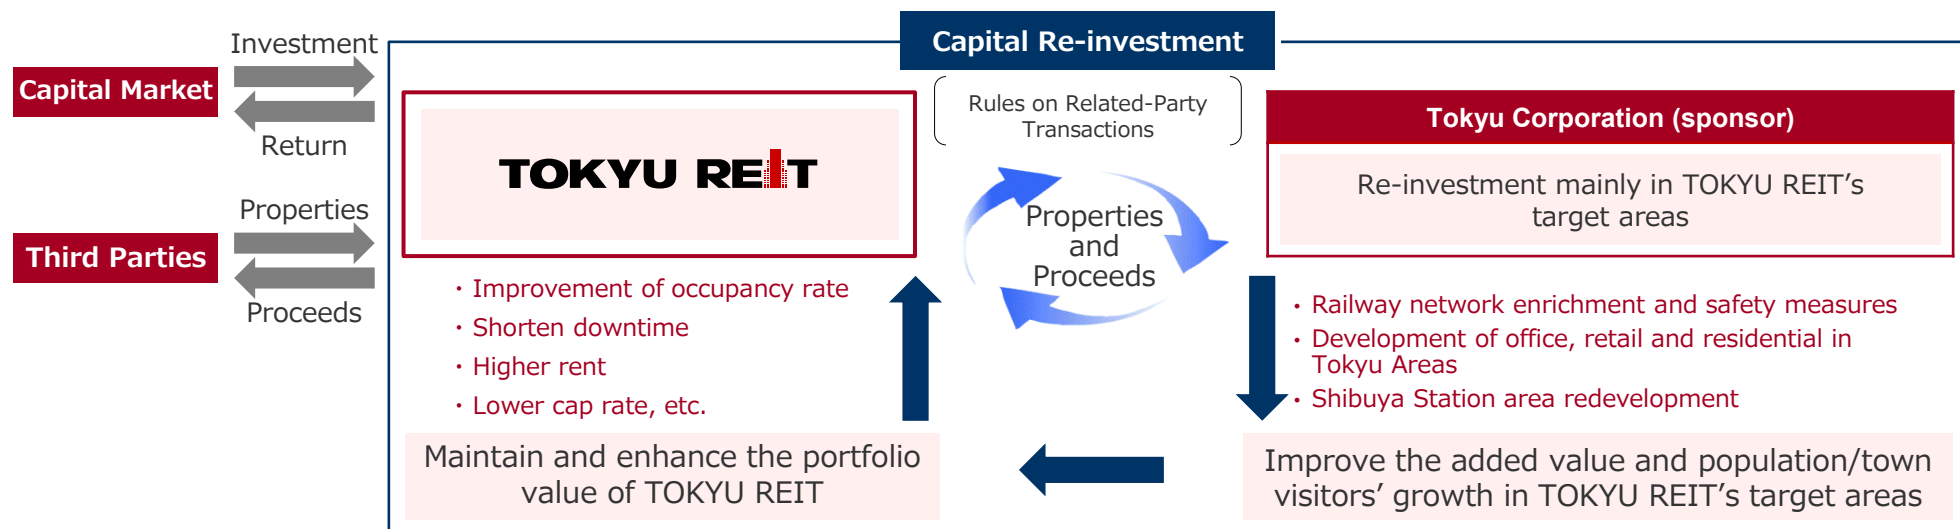 Capital Re-investment
Investment
Capital Market
Return
Properties
Third Parties
Proceeds
TOKYU REIT
Rules on Related-Party
Transactions
Properties
and
Proceeds
Tokyu Corporation (sponsor)
Re-investment mainly in TOKYU REIT’s
target areas
・Improvement of occupancy rate
・Shorten downtime
・Higher rent
・Lower cap rate, etc.
・Railway network enrichment and safety measures
・Development of office, retail and residential in
Tokyu Areas
・Shibuya Station area redevelopment
Maintain and enhance the portfolio
value of TOKYU REIT
Improve the added value and population/town
visitors’ growth in TOKYU REIT’s target areas